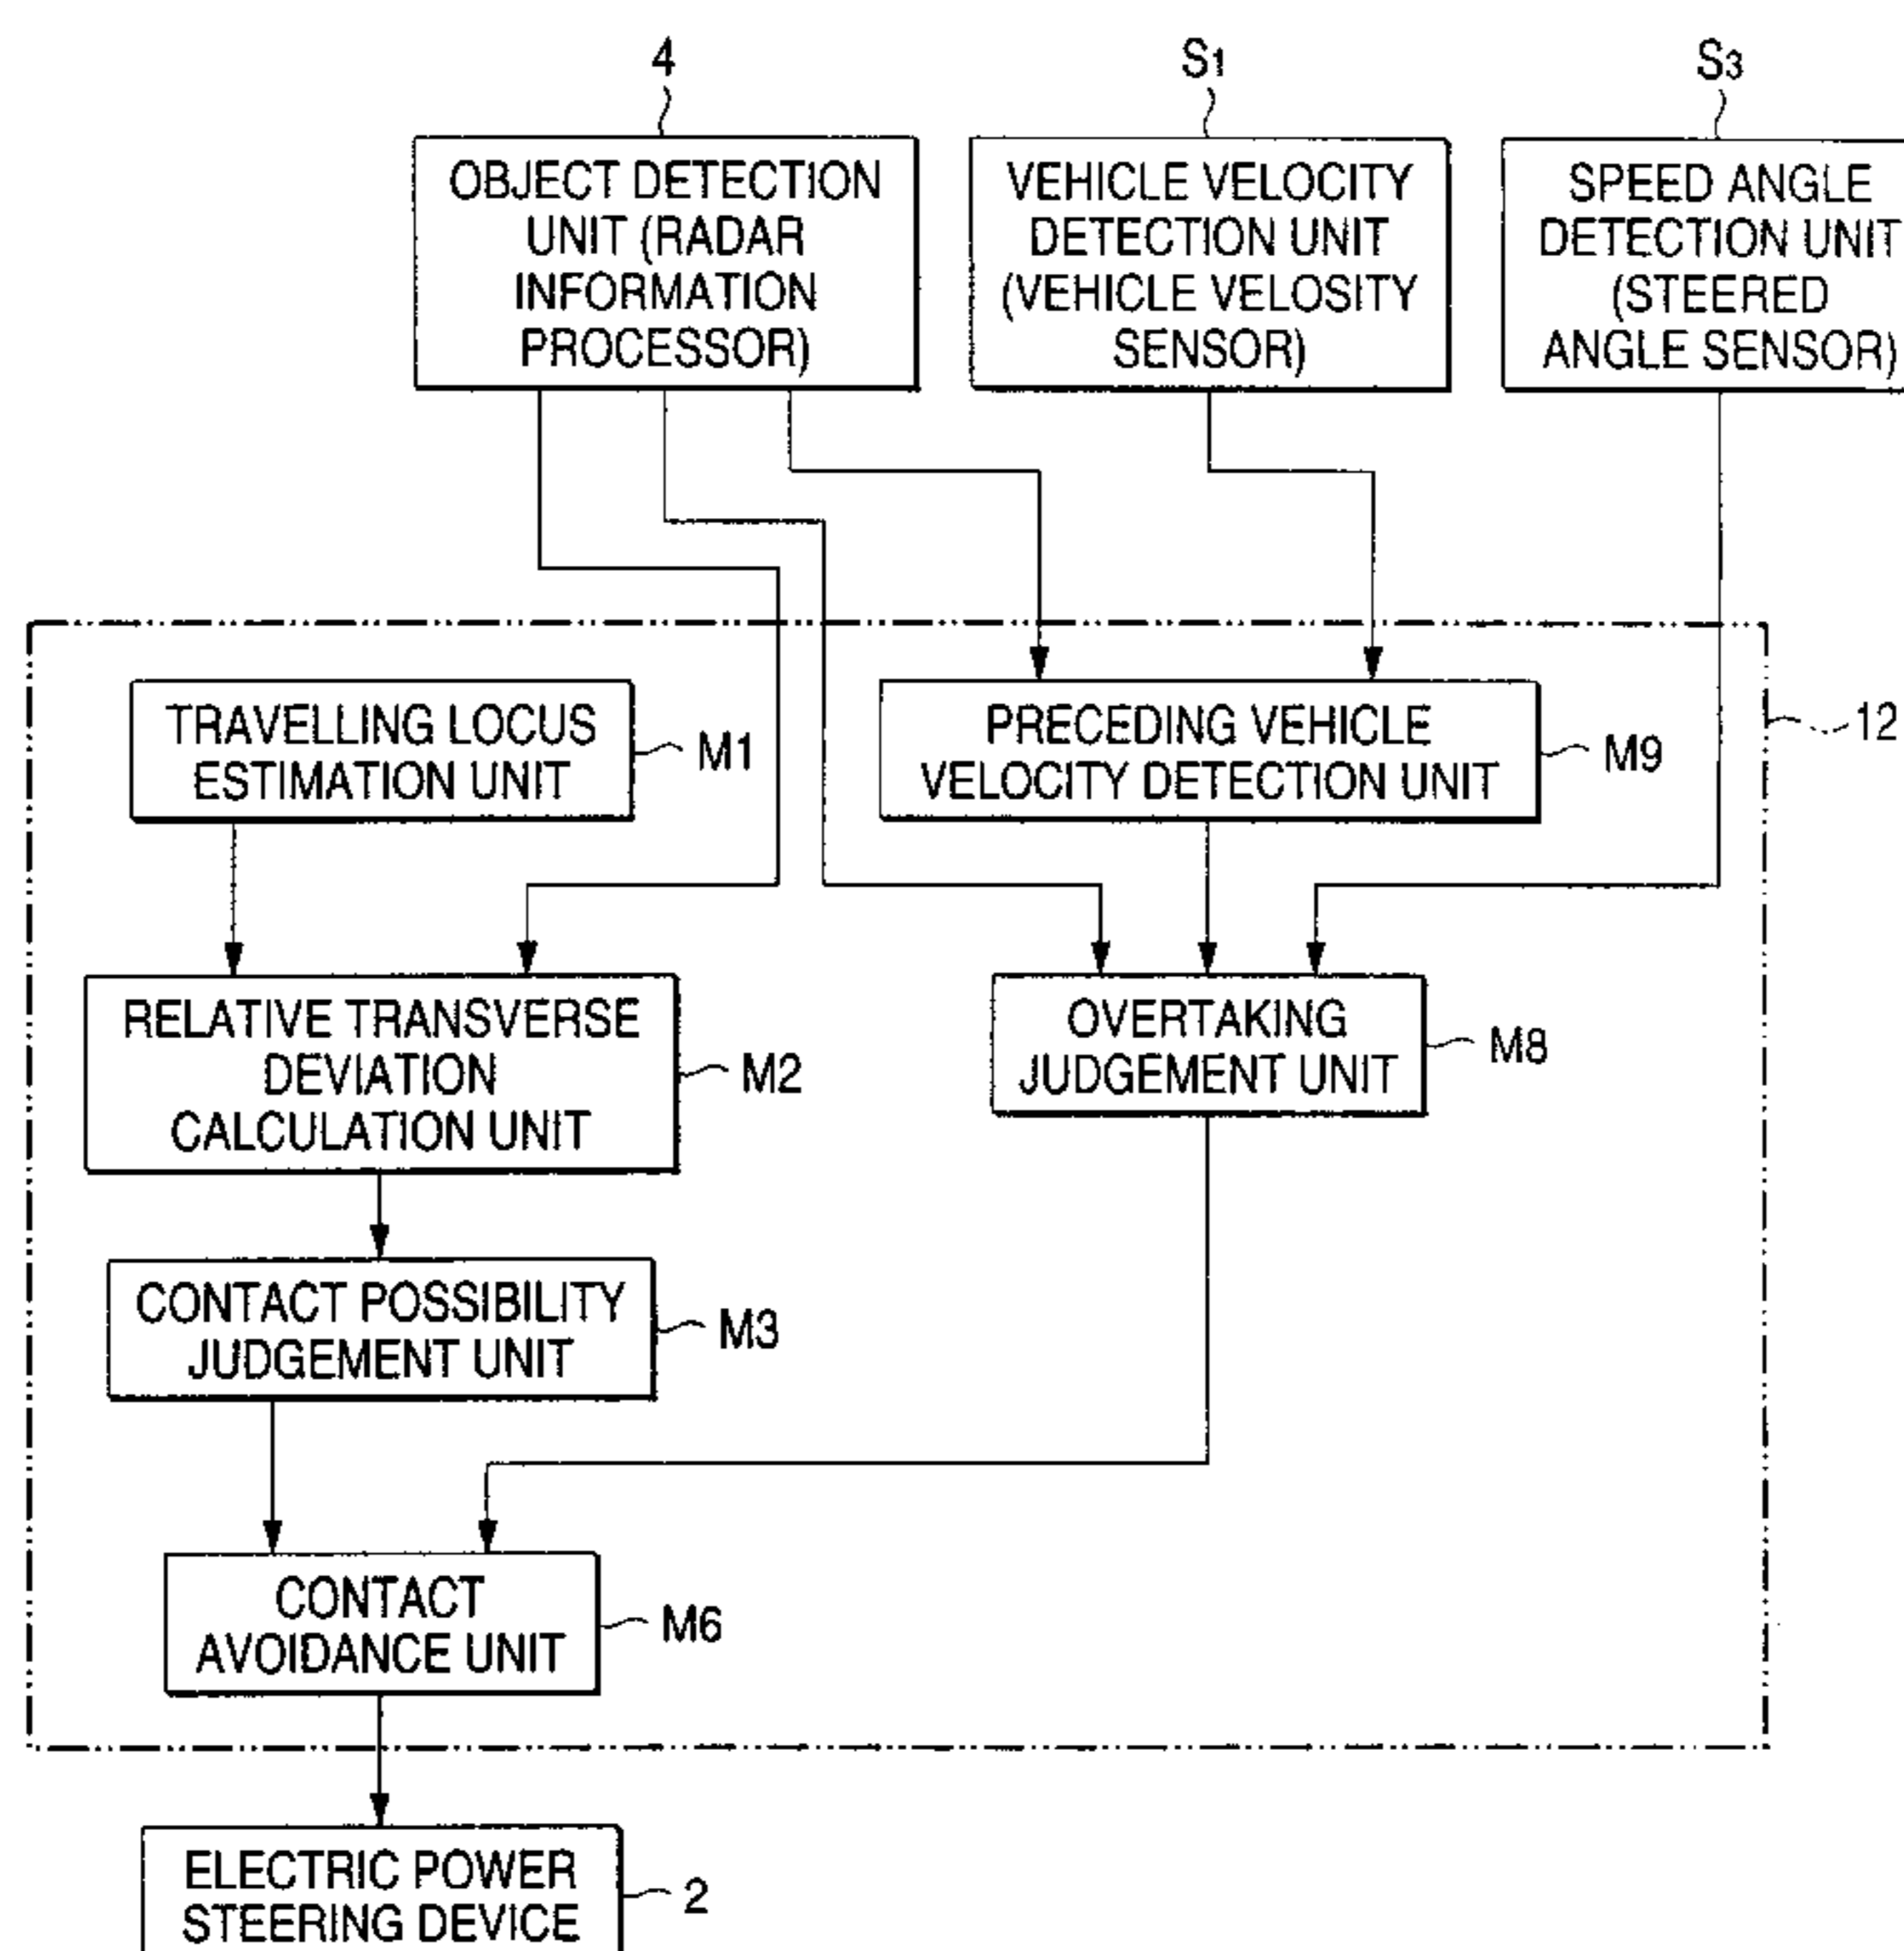 4
S1
S3
OBJECT DETECTION
UNIT (RADAR
INFORMATION
PROCESSOR)
VEHICLE VELOCITY
DETECTION UNIT
(VEHICLE VELOSITY
SENSOR)
SPEED ANGLE
DETECTION UNIT
(STEERED
ANGLE SENSOR)
TRAVELLING LOCUS
ESTIMATION UNIT
M1
PRECEDING VEHICLE
VELOCITY DETECTION UNIT
M9
12
RELATIVE TRANSVERSE
DEVIATION
CALCULATION UNIT
M2
OVERTAKING
JUDGEMENT UNIT
M8
CONTACT POSSIBILITY
JUDGEMENT UNIT
M3
CONTACT
AVOIDANCE UNIT
M6
ELECTRIC POWER
STEERING DEVICE
2